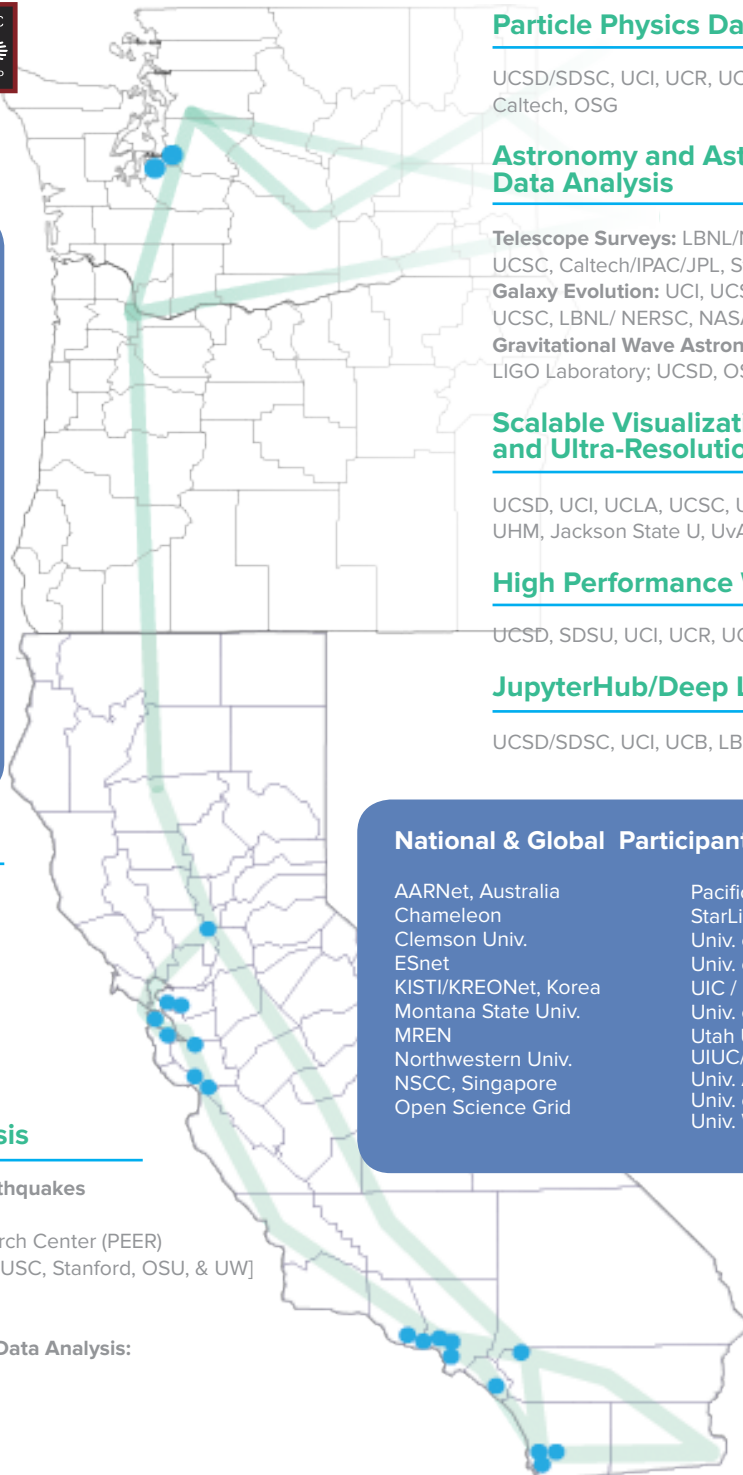 Particle Physics Da
UCSD/SDSC, UCI, UCR, UC
Caltech, OSG
Astronomy and Ast
Data Analysis
Telescope Surveys: LBNL/N
UCSC, Caltech/IPAC/JPL, S
Galaxy Evolution: UCI, UCS
UCSC, LBNL/ NERSC, NASA
Gravitational Wave Astron
LIGO Laboratory; UCSD, OS
Scalable Visualizat
and Ultra-Resolutio
UCSD, UCI, UCLA, UCSC, U
UHM, Jackson State U, UvA
High Performance
UCSD, SDSU, UCI, UCR, UC
JupyterHub/Deep L
UCSD/SDSC, UCI, UCB, LB
National & Global Participant
AARNet, Australia
Chameleon
Clemson Univ.
ESnet
KISTI/KREONet, Korea
Montana State Univ.
MREN
Northwestern Univ.
NSCC, Singapore
Open Science Grid
Pacific
StarLi
Univ.
Univ.
UIC /
Univ.
Utah U
UIUC/
Univ. A
Univ.
Univ.
sis
thquakes
rch Center (PEER)
USC, Stanford, OSU, & UW]
Data Analysis: